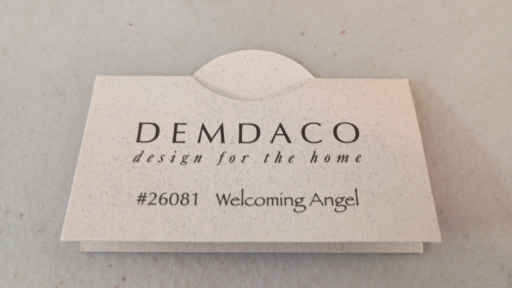 DEMDACO
design for the home
#26081 Welcoming Angel